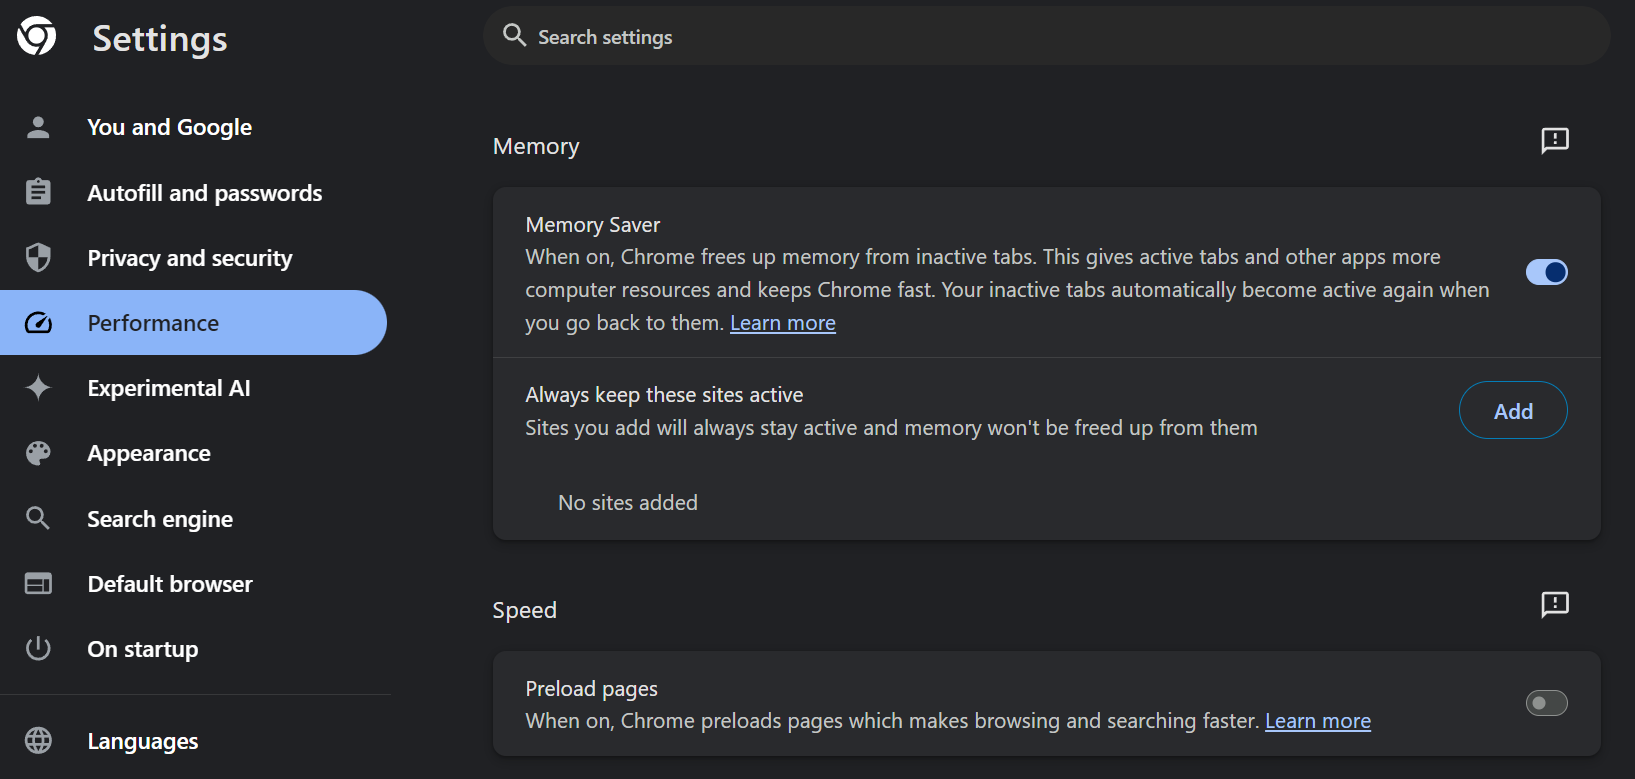 Settings
Search settings
You and Google
Autofill and passwords
Privacy and security
Performance
Experimental AI
Appearance
Search engine
Default browser
On startup
Languages
Memory
Memory Saver
When on, Chrome frees up memory from inactive tabs. This gives active tabs and other apps more
computer resources and keeps Chrome fast. Your inactive tabs automatically become active again when
you go back to them. Learn more
Always keep these sites active
Sites you add will always stay active and memory won't be freed up from them
Add
No sites added
Speed
Preload pages
When on, Chrome preloads pages which makes browsing and searching faster. Learn more